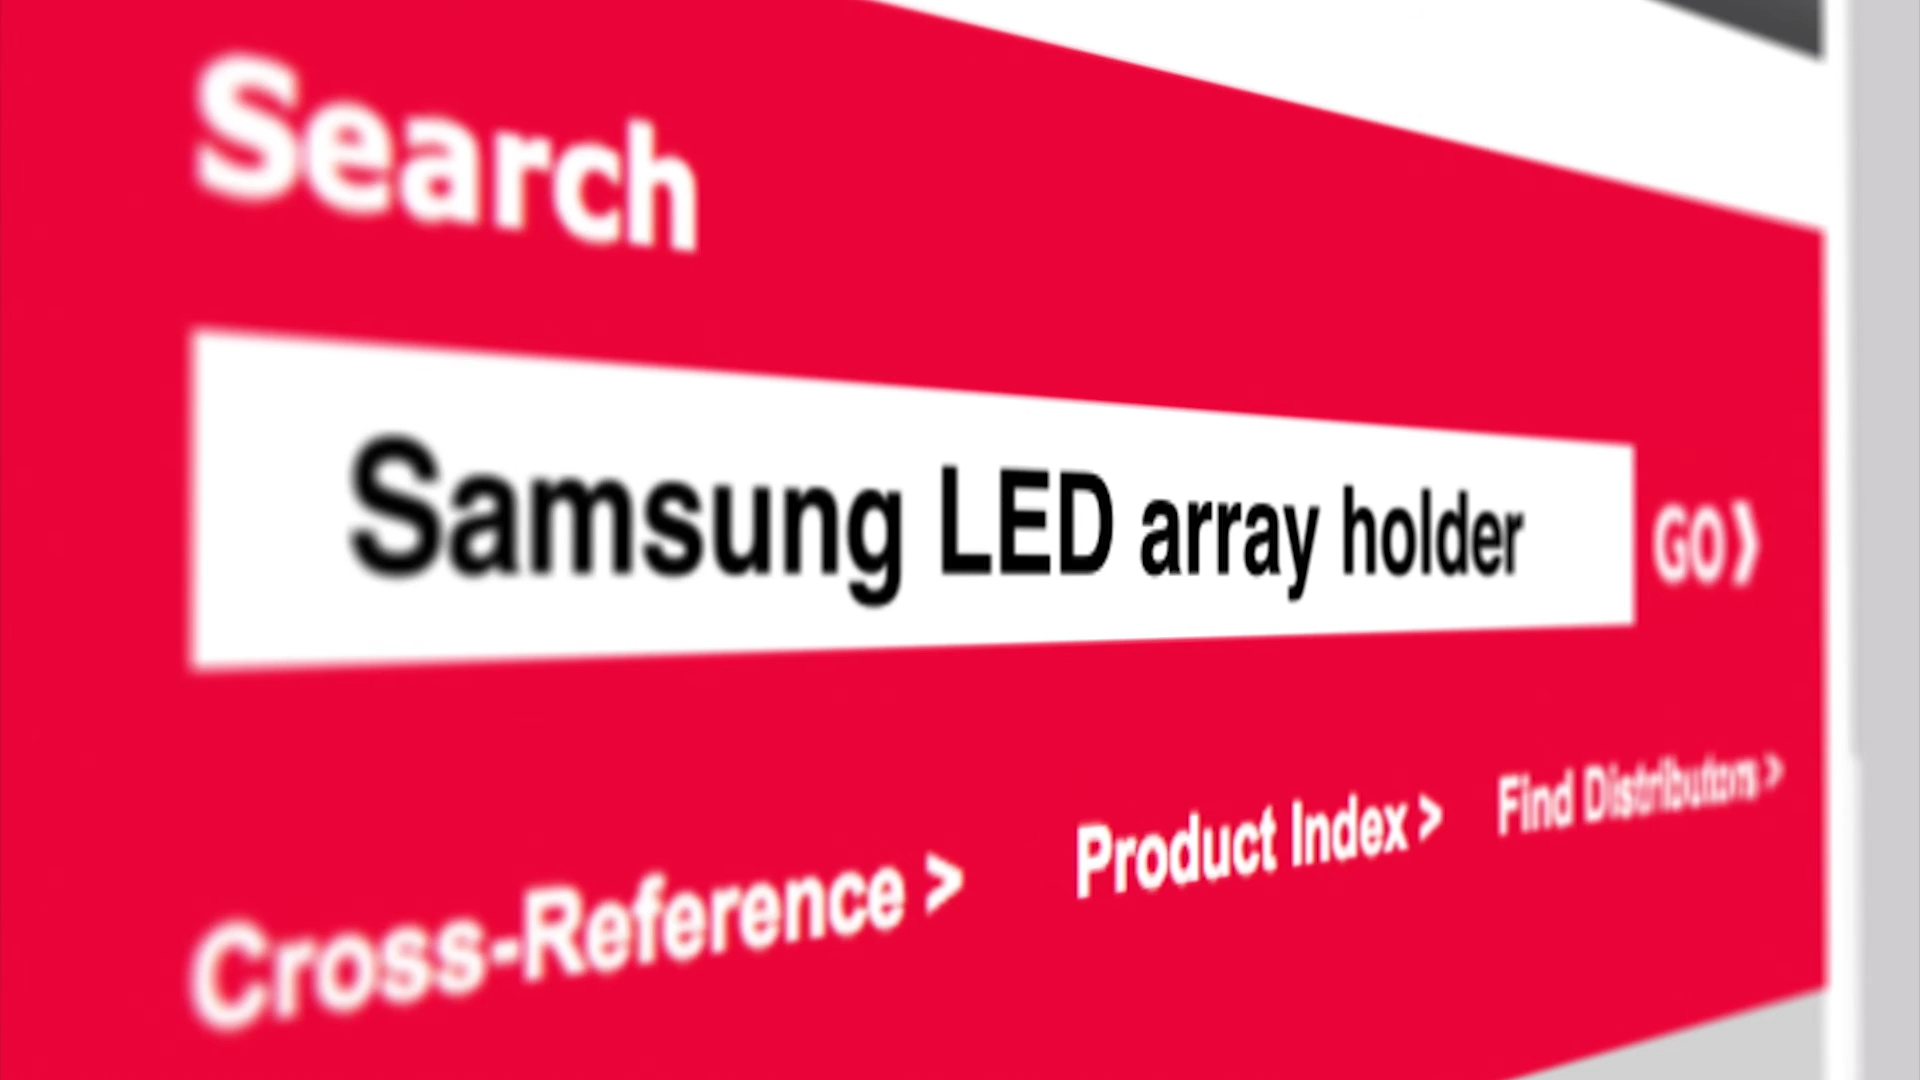 Search
Samsung LED array holder
GO❯
Cross-Reference > Product Index > Find Distributors >